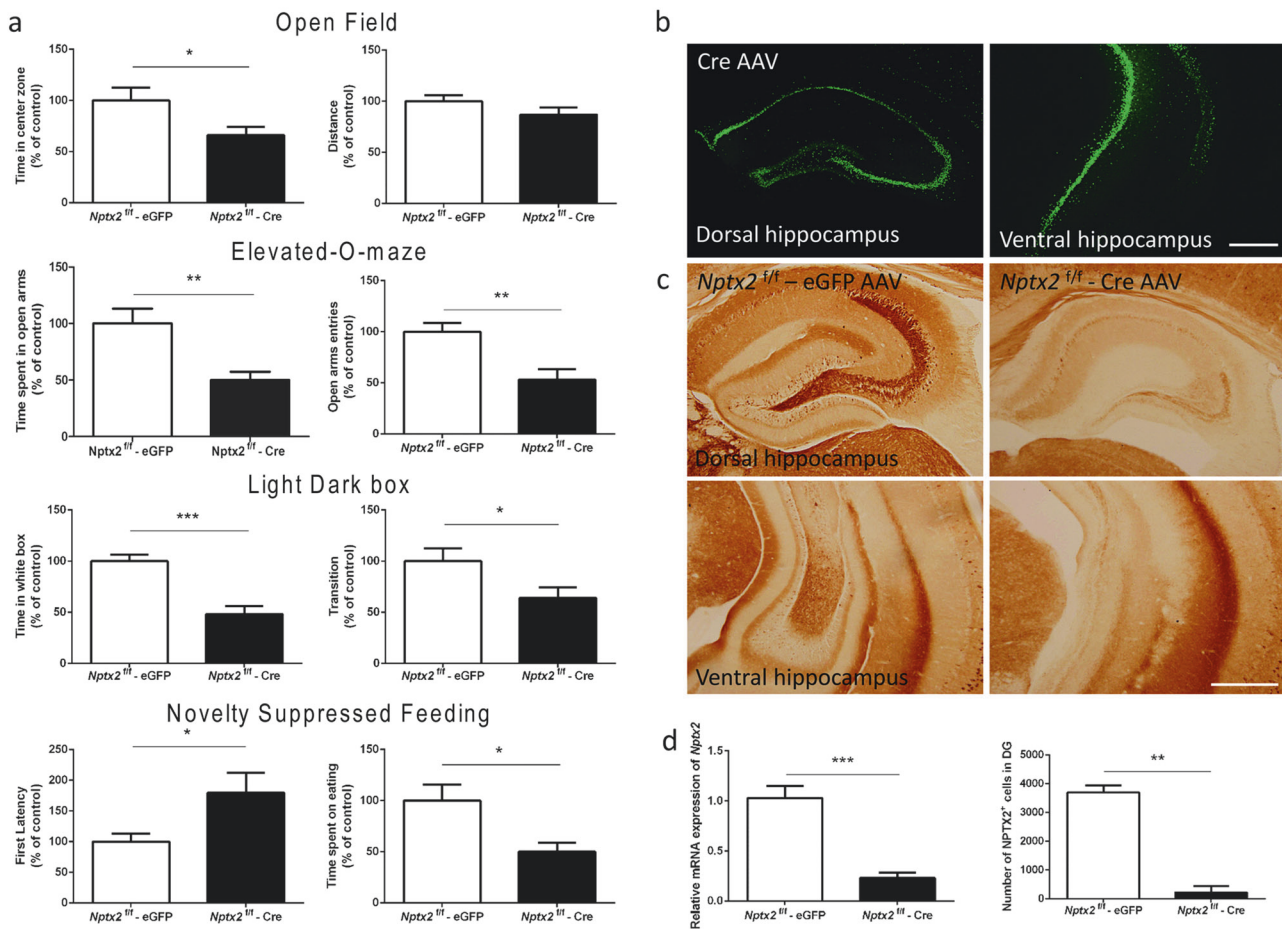 a
Open Field
Time in center zone
(% of control)
150
100
50
0
*
Nptx2 f/f - eGFP
Nptx2 f/f - Cre
Distance
(% of control)
150
100
50
0
Nptx2 f/f - eGFP
Nptx2 f/f - Cre
Elevated-O-maze
Time spent in open arms
(% of control)
150
100
50
0
**
Nptx2 f/f - eGFP
Nptx2 f/f - Cre
Open arms entries
(% of control)
150
100
50
0
**
Nptx2 f/f - eGFP
Nptx2 f/f - Cre
Light Dark box
Time in white box
(% of control)
150
100
50
0
***
Nptx2 f/f - eGFP
Nptx2 f/f - Cre
Transition
(% of control)
150
100
50
0
*
Nptx2 f/f - eGFP
Nptx2 f/f - Cre
Novelty Suppressed Feeding
First Latency
(% of control)
250
200
150
100
50
0
*
Nptx2 f/f - eGFP
Nptx2 f/f - Cre
Time spent on eating
(% of control)
150
100
50
0
*
Nptx2 f/f - eGFP
Nptx2 f/f - Cre
b
Cre AAV
Dorsal hippocampus
Ventral hippocampus
c
Nptx2 f/f – eGFP AAV
Nptx2 f/f - Cre AAV
Dorsal hippocampus
Ventral hippocampus
d
Relative mRNA expression of Nptx2
1.5
1.0
0.5
0.0
***
Nptx2 f/f - eGFP
Nptx2 f/f - Cre
Number of NPTX2+ cells in DG
5000
4000
3000
2000
1000
0
**
Nptx2 f/f - eGFP
Nptx2 f/f - Cre